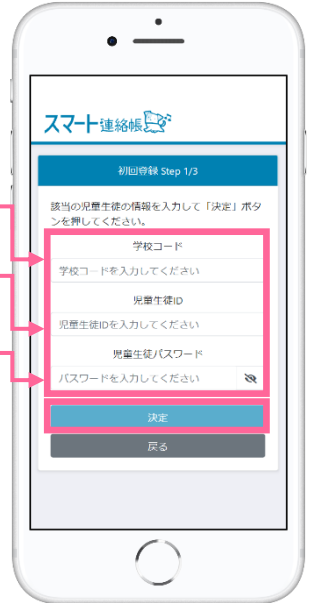 スマート連絡帳
初回登録 Step 1/3
該当の児童生徒の情報を入力して「決定」ボタ
ンを押してください。
学校コード
学校コードを入力してください
児童生徒ID
児童生徒IDを入力してください
児童生徒パスワード
パスワードを入力してください
決定
戻る